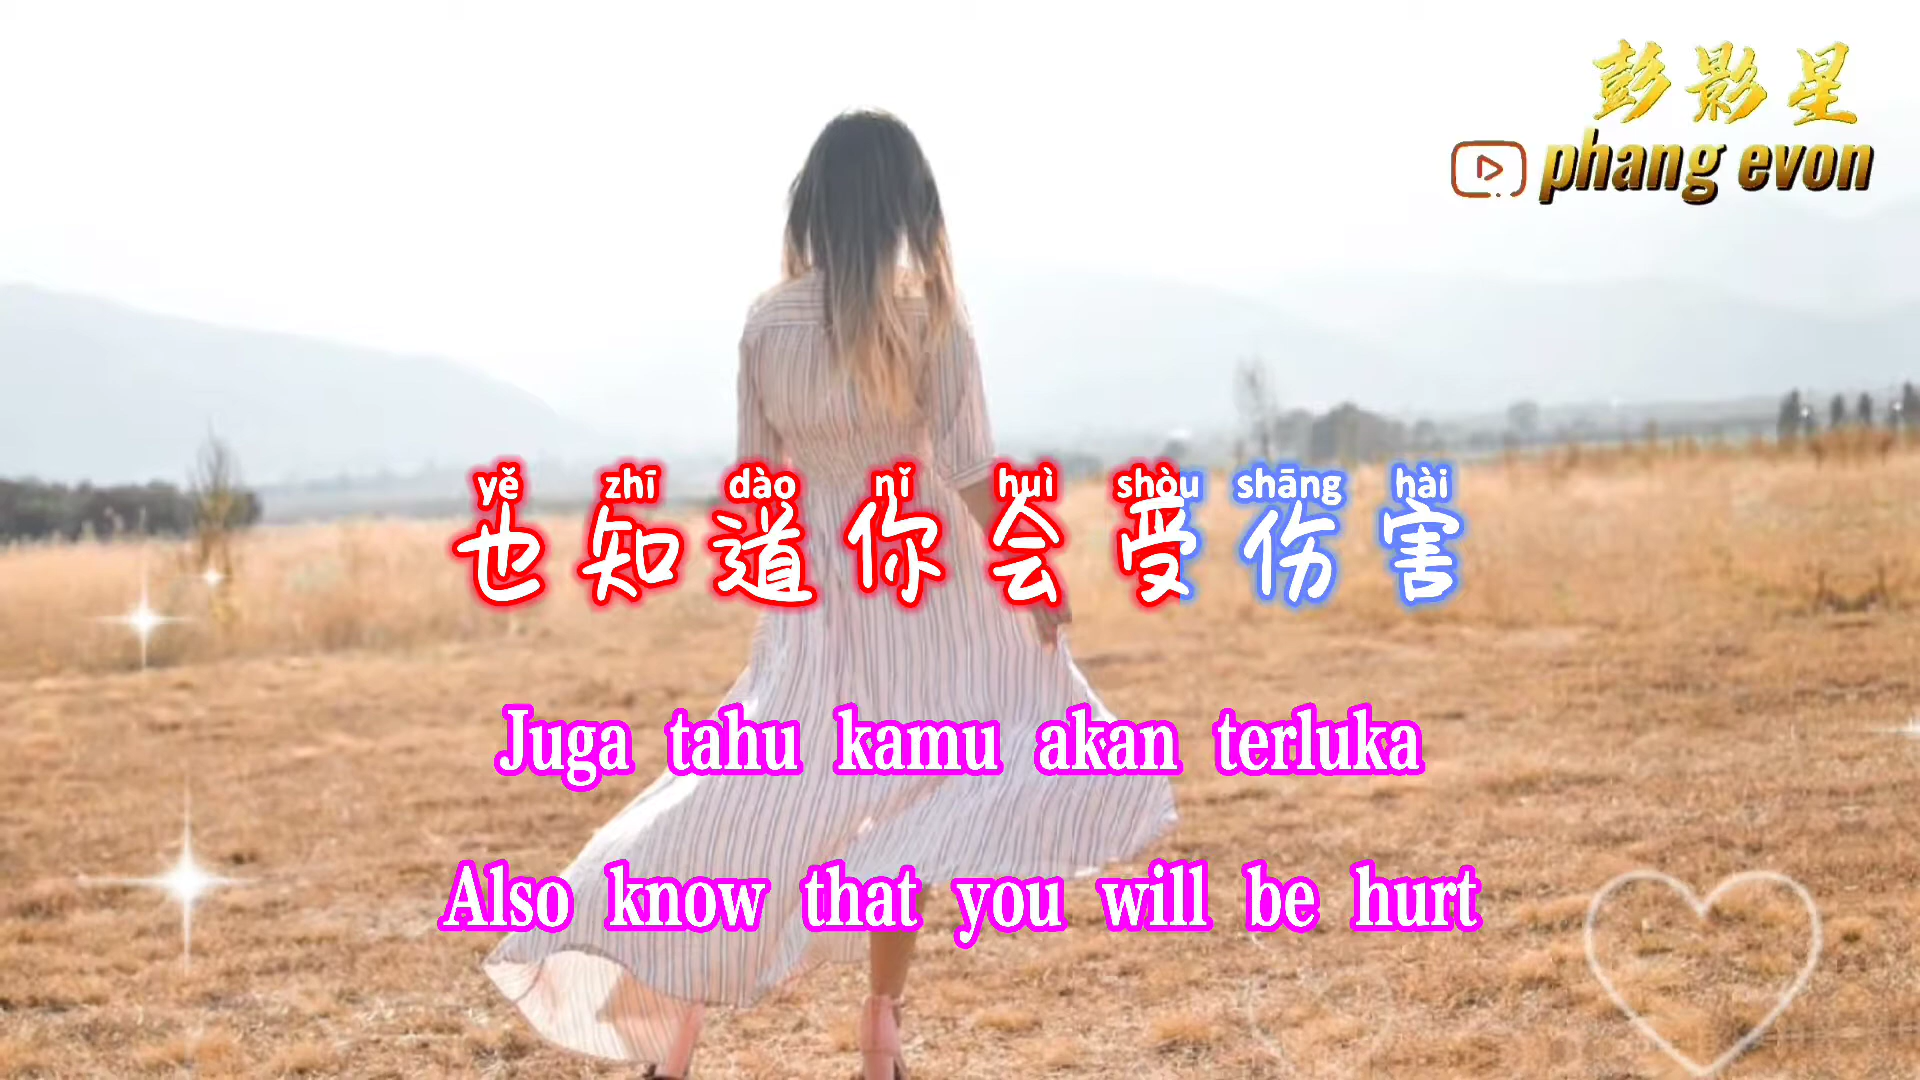 彭影星
phang evon
yě zhī dào nǐ huì shòu shāng hài
也知道你会受伤害
Juga tahu kamu akan terluka
Also know that you will be hurt